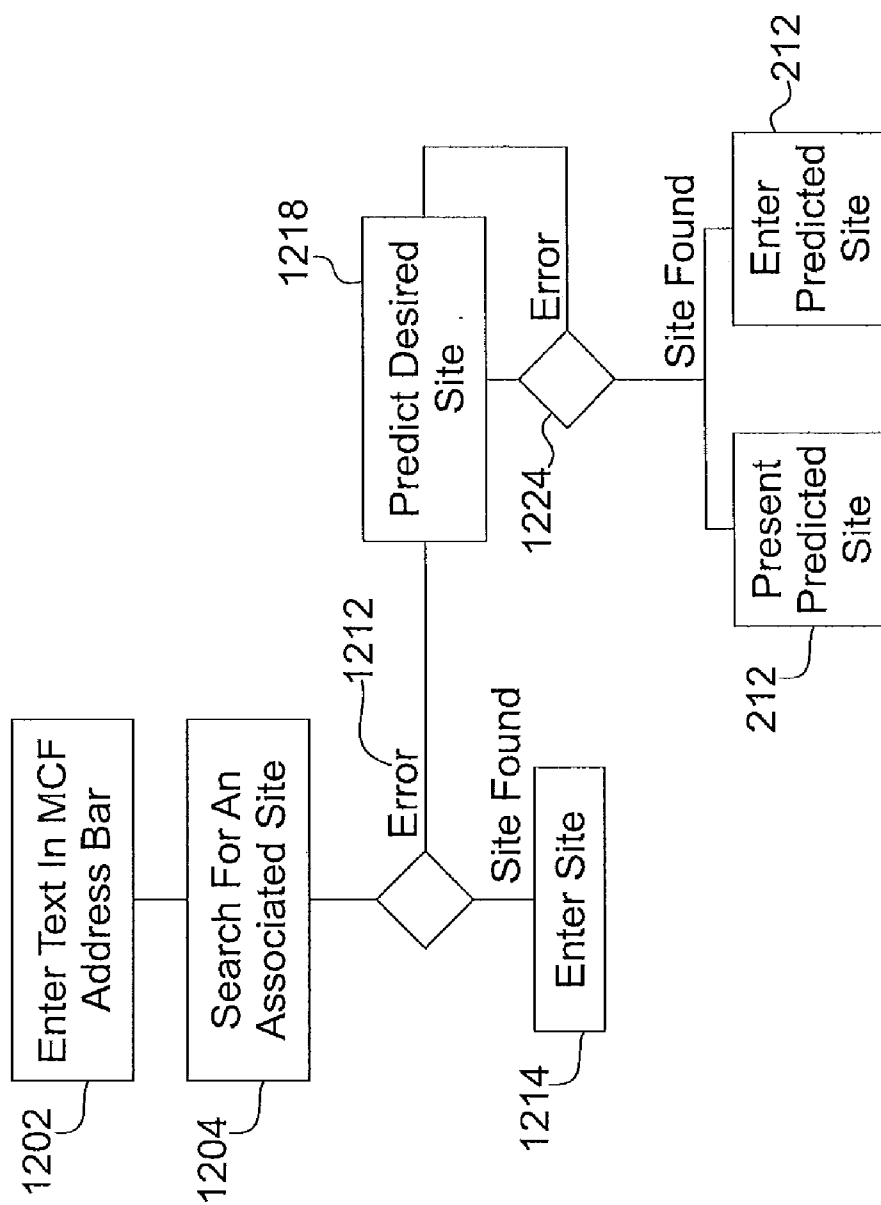 1202
Enter Text In MCF
Address Bar
1204
Search For An
Associated Site
Error
1212
Site Found
1214
Enter Site
1218
Predict Desired
Site
Error
1224
Site Found
Present
Predicted
Site
212
Enter
Predicted
Site
212